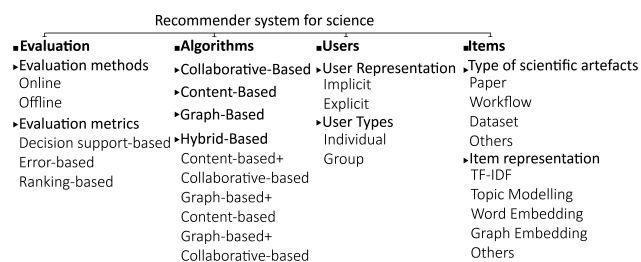 Recommender system for science
▪Evaluation
▸Evaluation methods
Online
Offline
▸Evaluation metrics
Decision support-based
Error-based
Ranking-based
▪Algorithms
▸Collaborative-Based
▸Content-Based
▸Graph-Based
▸Hybrid-Based
Content-based+
Collaborative-based
Graph-based+
Content-based
Graph-based+
Collaborative-based
▪Users
▸User Representation
Implicit
Explicit
▸User Types
Individual
Group
▪Items
▸Type of scientific artefacts
Paper
Workflow
Dataset
Others
▸Item representation
TF-IDF
Topic Modelling
Word Embedding
Graph Embedding
Others